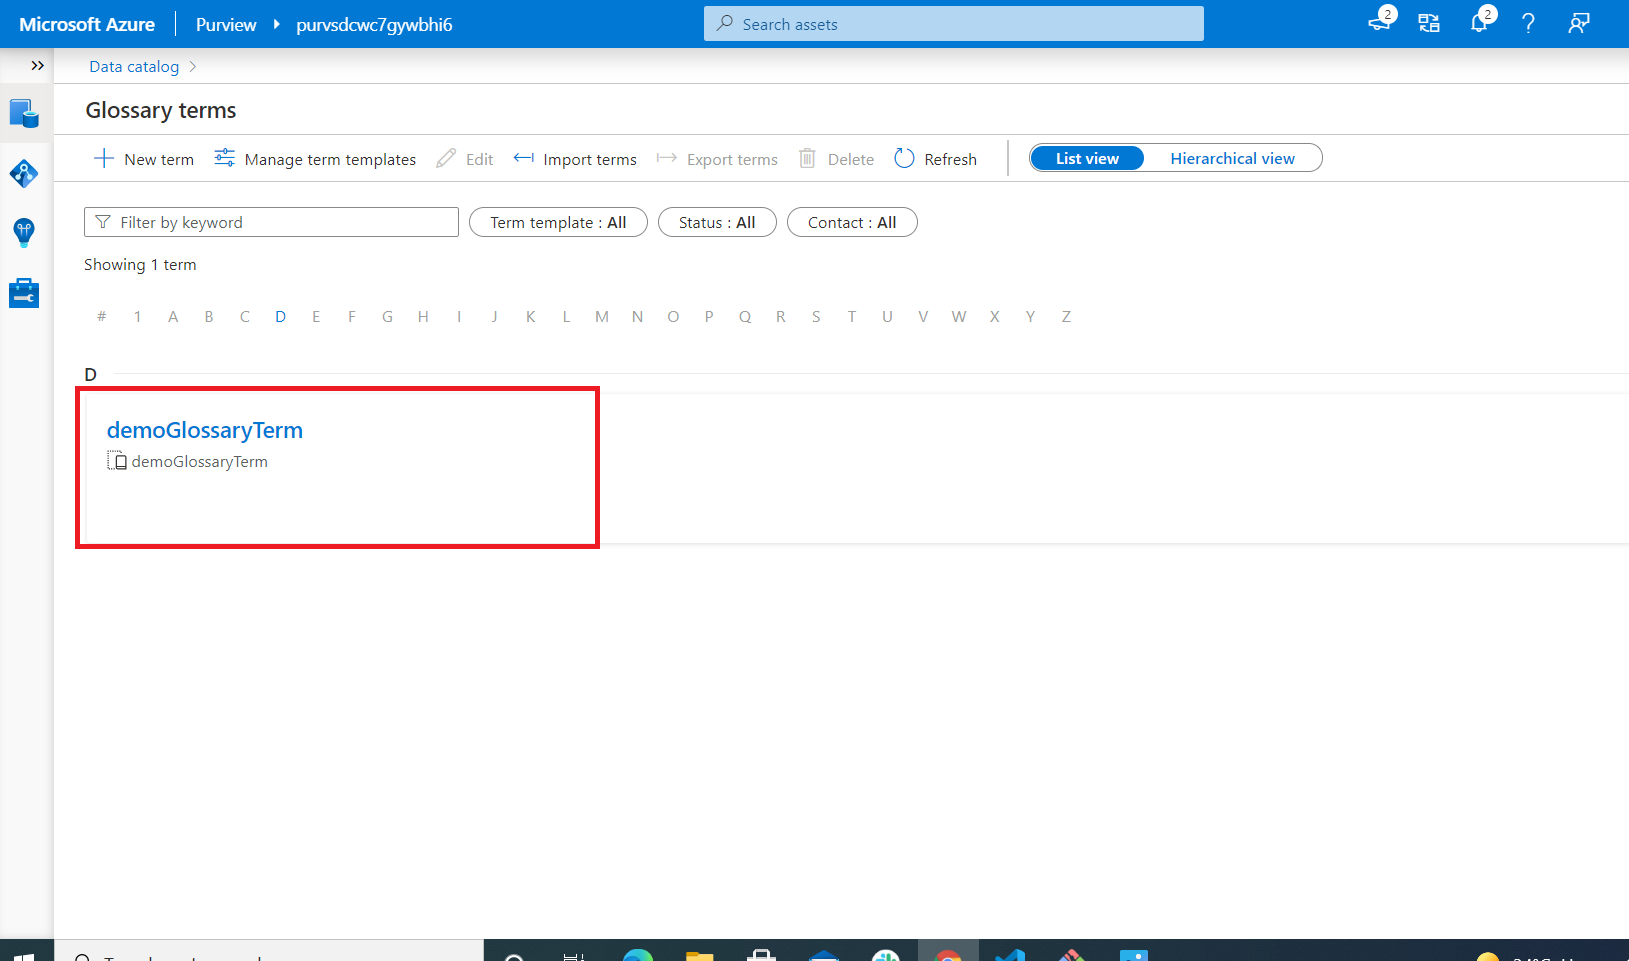 Microsoft Azure Purview purvsdcwc7gywbhi6 Search assets 2 2
Data catalog
Glossary terms
New term Manage term templates Edit Import terms Export terms Delete Refresh List view Hierarchical view
Filter by keyword Term template : All Status : All Contact : All
Showing 1 term
# 1 A B C D E F G H I J K L M N O P Q R S T U V W X Y Z
D
demoGlossaryTerm
demoGlossaryTerm